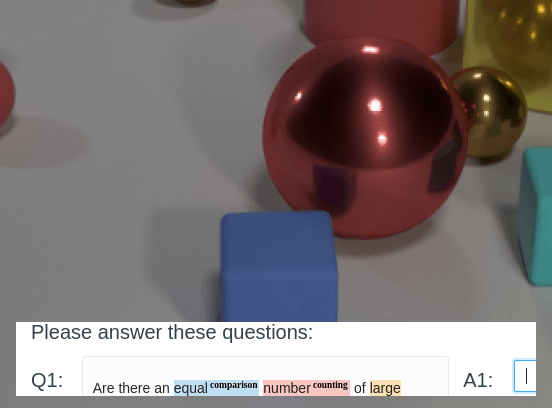 Please answer these questions:
Q1: Are there an equal comparison number counting of large A1: